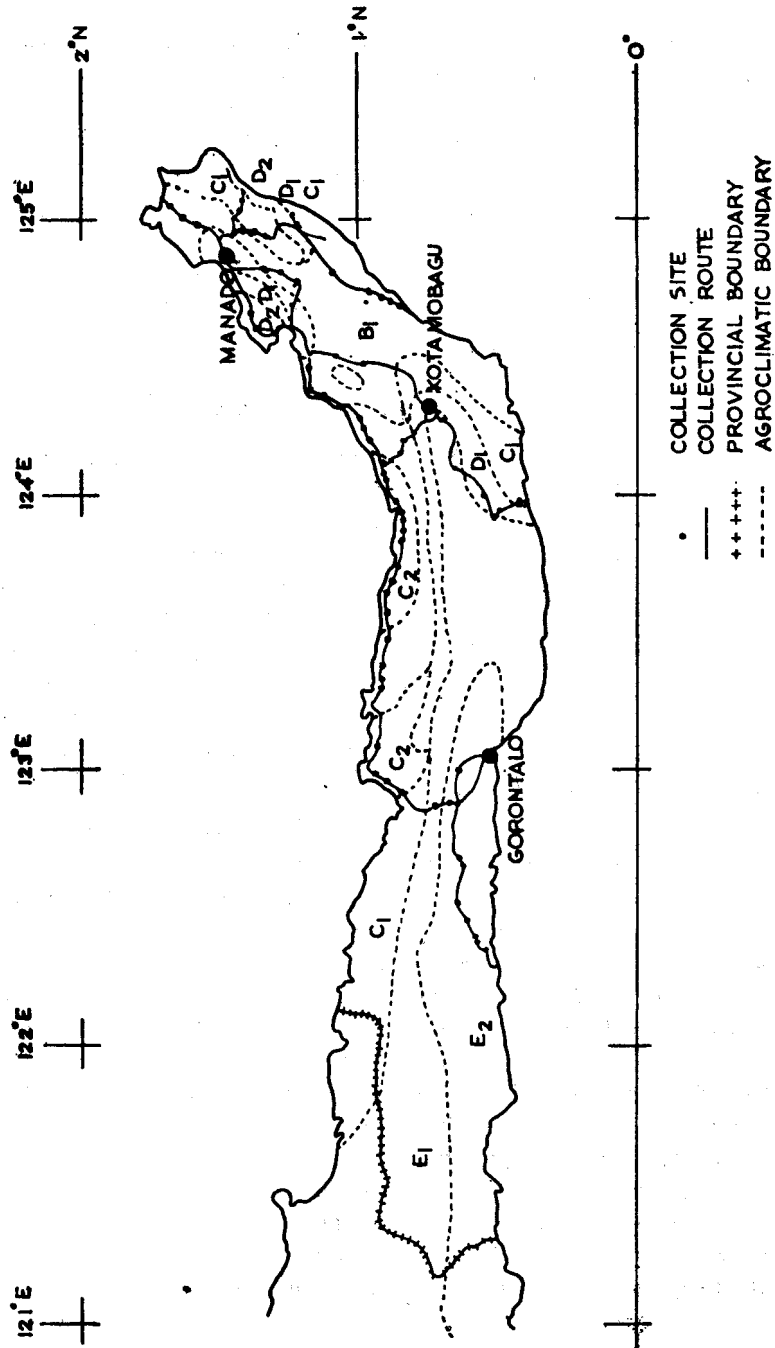 121°E
122°E
123°E
124°E
125°E
2°N
1°N
0°
MANADO
KOTAMOBAGU
GORONTALO
C1
D2
D1
C1
D2 D1
B1
D1
C1
C2
C2
C1
E1
E2
COLLECTION SITE
COLLECTION ROUTE
PROVINCIAL BOUNDARY
AGROCLIMATIC BOUNDARY